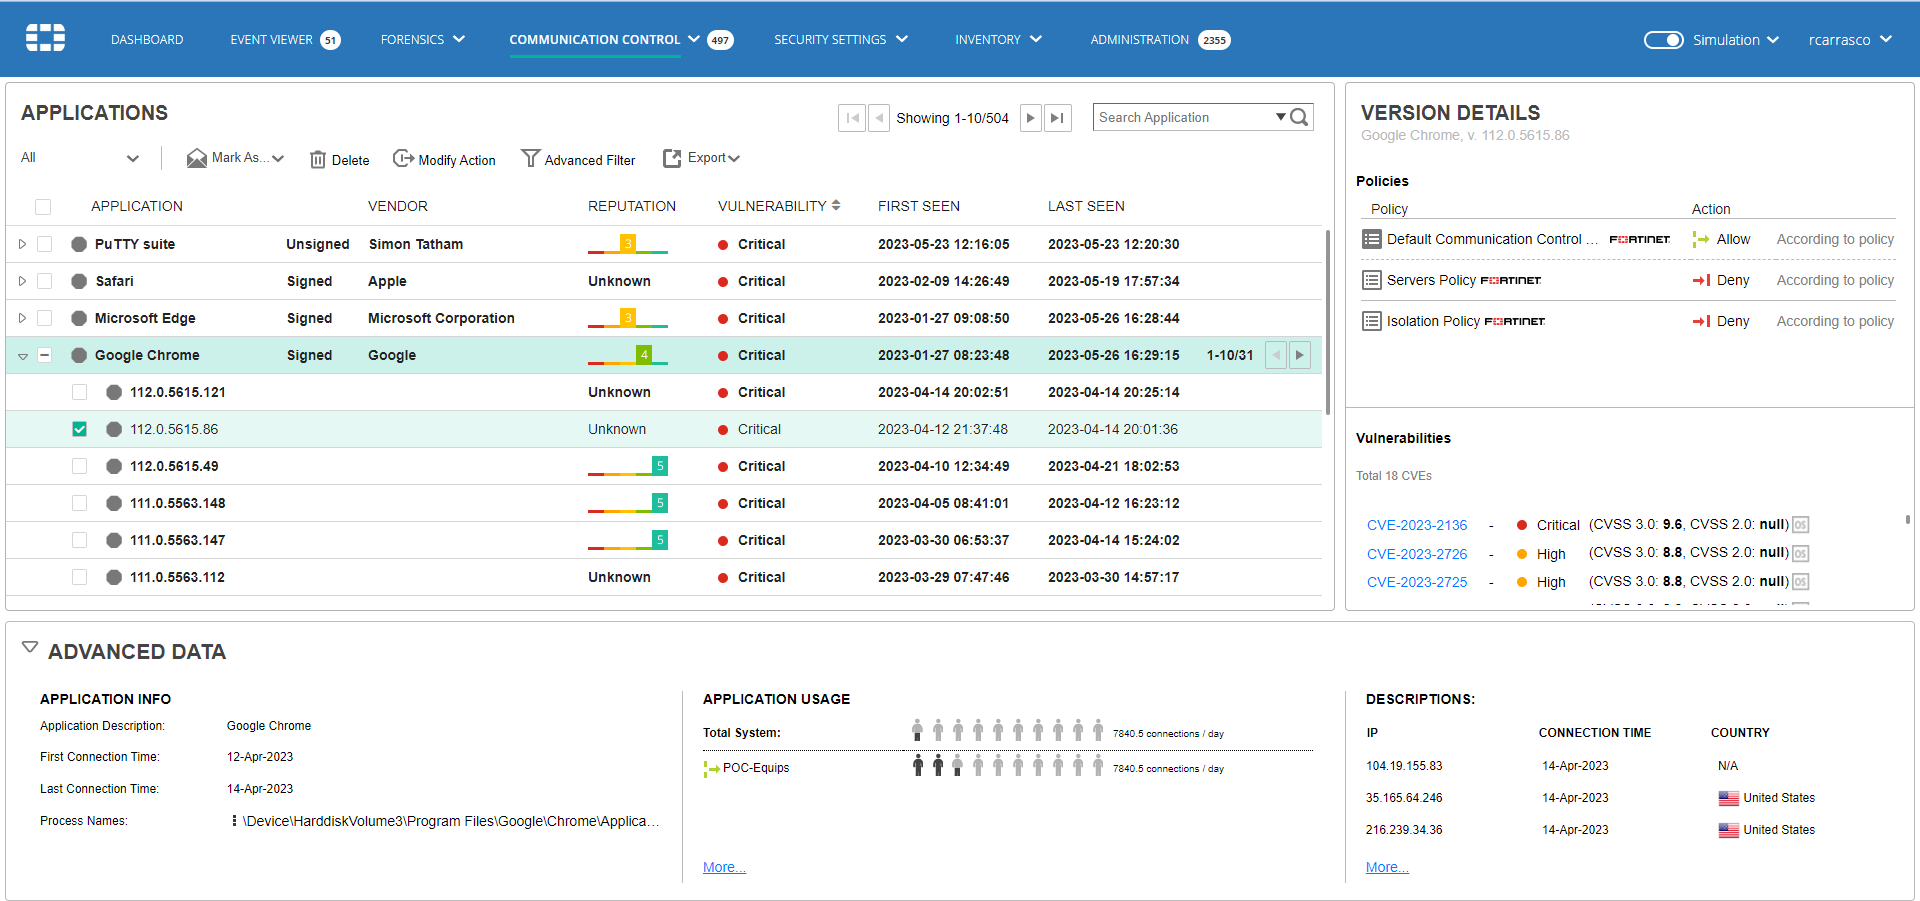 DASHBOARD
EVENT VIEWER 51
FORENSICS
COMMUNICATION CONTROL 497
SECURITY SETTINGS
INVENTORY
ADMINISTRATION 2355
Simulation
rcarrasco
APPLICATIONS
Showing 1-10/504
Search Application
All
Mark As...
Delete
Modify Action
Advanced Filter
Export
APPLICATION VENDOR REPUTATION VULNERABILITY FIRST SEEN LAST SEEN
PuTTY suite Unsigned Simon Tatham 3 Critical 2023-05-23 12:16:05 2023-05-23 12:20:30
Safari Signed Apple Unknown Critical 2023-02-09 14:26:49 2023-05-19 17:57:34
Microsoft Edge Signed Microsoft Corporation 3 Critical 2023-01-27 09:08:50 2023-05-26 16:28:44
Google Chrome Signed Google 4 Critical 2023-01-27 08:23:48 2023-05-26 16:29:15 1-10/31
112.0.5615.121 Unknown Critical 2023-04-14 20:02:51 2023-04-14 20:25:14
112.0.5615.86 Unknown Critical 2023-04-12 21:37:48 2023-04-14 20:01:36
112.0.5615.49 5 Critical 2023-04-10 12:34:49 2023-04-21 18:02:53
111.0.5563.148 5 Critical 2023-04-05 08:41:01 2023-04-12 16:23:12
111.0.5563.147 5 Critical 2023-03-30 06:53:37 2023-04-14 15:24:02
111.0.5563.112 Unknown Critical 2023-03-29 07:47:46 2023-03-30 14:57:17
VERSION DETAILS
Google Chrome, v. 112.0.5615.86
Policies
Policy Action
Default Communication Control ... FORTINET Allow According to policy
Servers Policy FORTINET Deny According to policy
Isolation Policy FORTINET Deny According to policy
Vulnerabilities
Total 18 CVEs
CVE-2023-2136 - Critical (CVSS 3.0: 9.6, CVSS 2.0: null) OS
CVE-2023-2726 - High (CVSS 3.0: 8.8, CVSS 2.0: null) OS
CVE-2023-2725 - High (CVSS 3.0: 8.8, CVSS 2.0: null) OS
ADVANCED DATA
APPLICATION INFO
Application Description: Google Chrome
First Connection Time: 12-Apr-2023
Last Connection Time: 14-Apr-2023
Process Names: \Device\HarddiskVolume3\Program Files\Google\Chrome\Applica...
APPLICATION USAGE
Total System: 7840.5 connections / day
POC-Equips 7840.5 connections / day
More...
DESCRIPTIONS:
IP CONNECTION TIME COUNTRY
104.19.155.83 14-Apr-2023 N/A
35.165.64.246 14-Apr-2023 United States
216.239.34.36 14-Apr-2023 United States
More...